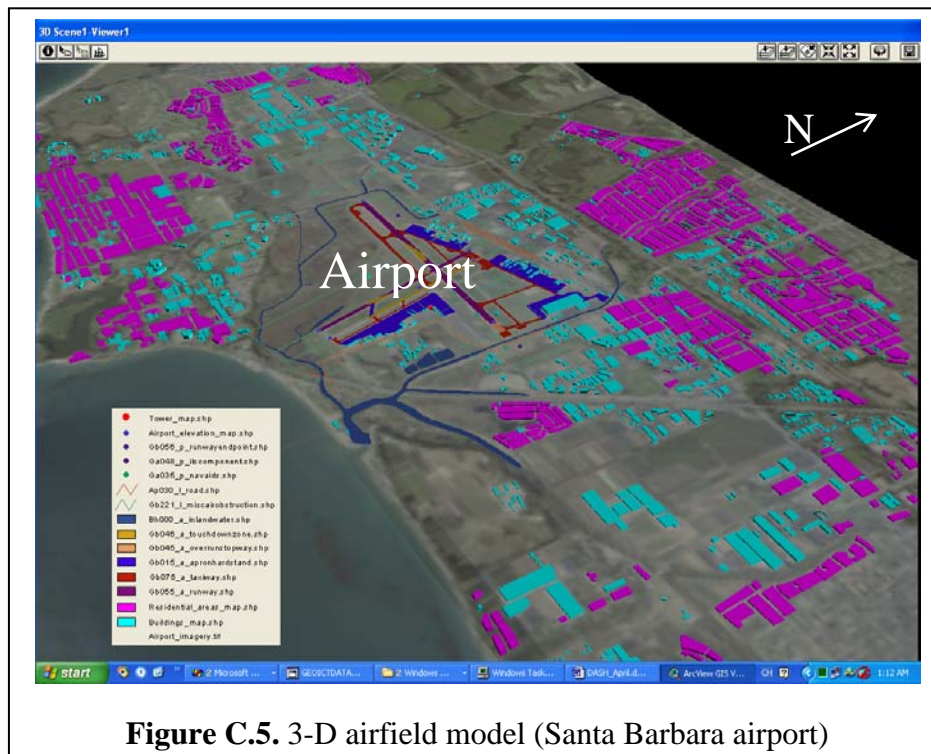 3D Scene1-Viewer1
N
Airport
Tower_map.shp
Airport_elevation_map.shp
Gb056_p_runwayendpoint.shp
Ga048_p_ilscomponent.shp
Ga035_p_navaids.shp
Ap030_l_road.shp
Gb221_l_miscairobstruction.shp
Bh000_a_inlandwater.shp
Gb046_a_touchdownzone.shp
Gb045_a_overrunstopway.shp
Gb015_a_apronhardstand.shp
Gb075_a_taxiway.shp
Gb055_a_runway.shp
Residential_areas_map.shp
Buildings_map.shp
Airport_imagery.tif
start
2 Microsoft ...
GEOBCTDATA...
2 Windows ...
Windows Task...
DASH_April.d...
ArcView GIS V...
CH
1:12 AM
Figure C.5. 3-D airfield model (Santa Barbara airport)